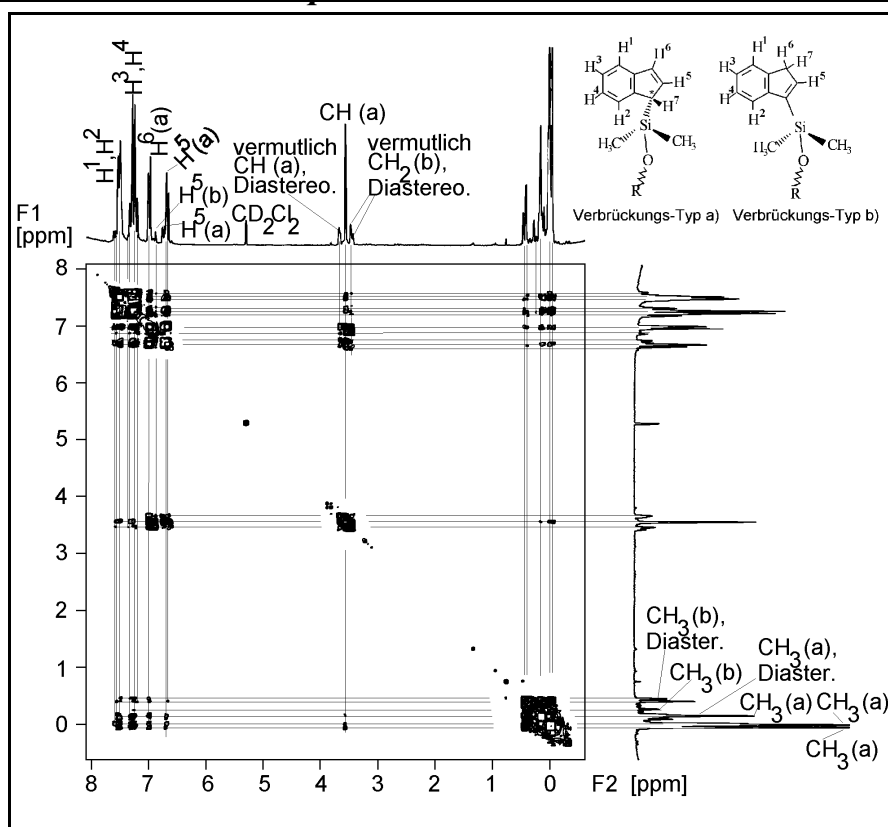 H¹,H²
H³,H⁴
H⁶(a)
H⁵(a)
H⁵(b)
H⁵(a)
CD₂Cl₂
vermutlich
CH (a),
Diastereo.
CH (a)
vermutlich
CH₂(b),
Diastereo.
H¹
H³
H⁴
H²
H⁶
H⁵
*
H⁷
Si
H₃C
CH₃
O
R
Verbrückungs-Typ a)
H¹
H³
H⁴
H²
H⁶
H⁷
H⁵
Si
H₃C
CH₃
O
R
Verbrückungs-Typ b)
F1
[ppm]
8
7
6
5
4
3
2
1
0
CH₃(b),
Diaster.
CH₃(b)
CH₃(a),
Diaster.
CH₃(a)
CH₃(a)
CH₃(a)
8 7 6 5 4 3 2 1 0 F2 [ppm]